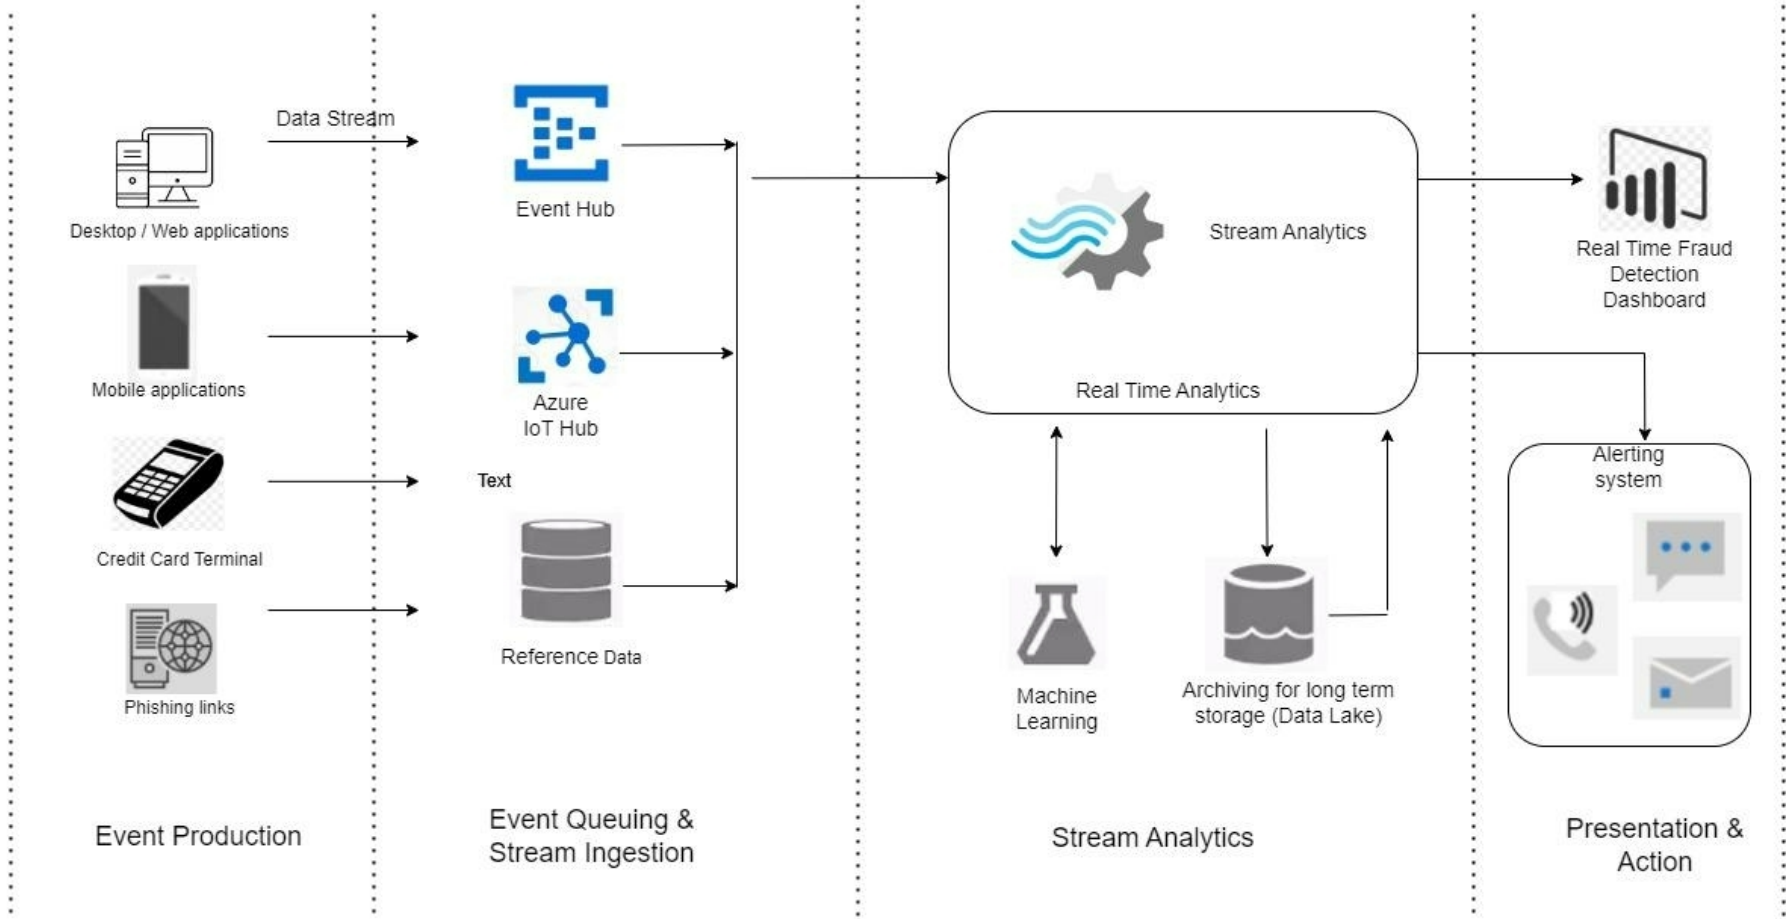 Data Stream
Desktop / Web applications
Mobile applications
Credit Card Terminal
Phishing links
Event Production
Event Hub
Azure
IoT Hub
Text
Reference Data
Event Queuing &
Stream Ingestion
Stream Analytics
Real Time Analytics
Machine
Learning
Archiving for long term
storage (Data Lake)
Stream Analytics
Real Time Fraud
Detection
Dashboard
Alerting
system
Presentation &
Action